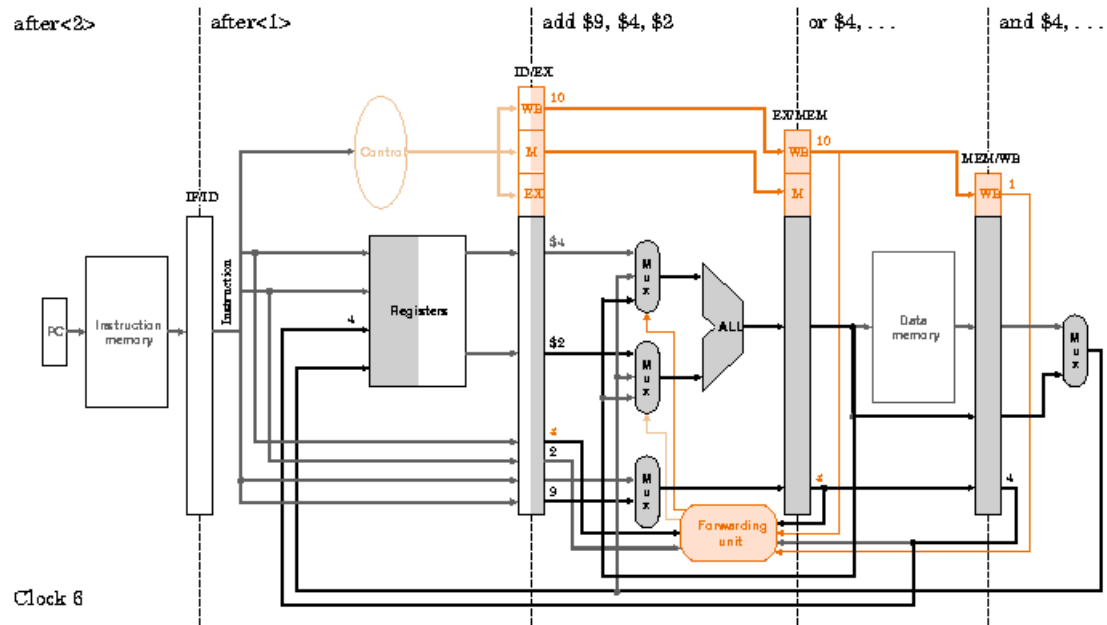 after<2>
after<1>
add $9, $4, $2
or $4, . . .
and $4, . . .
ID/EX
WB
10
EX/MEM
Control
M
WB
10
MEM/WB
EX
M
WB
1
IF/ID
$4
Mux
Instruction
PC
Instruction
memory
4
Registers
ALL
Data
memory
Mux
$2
Mux
4
2
9
Mux
4
4
Forwarding
unit
Clock 6